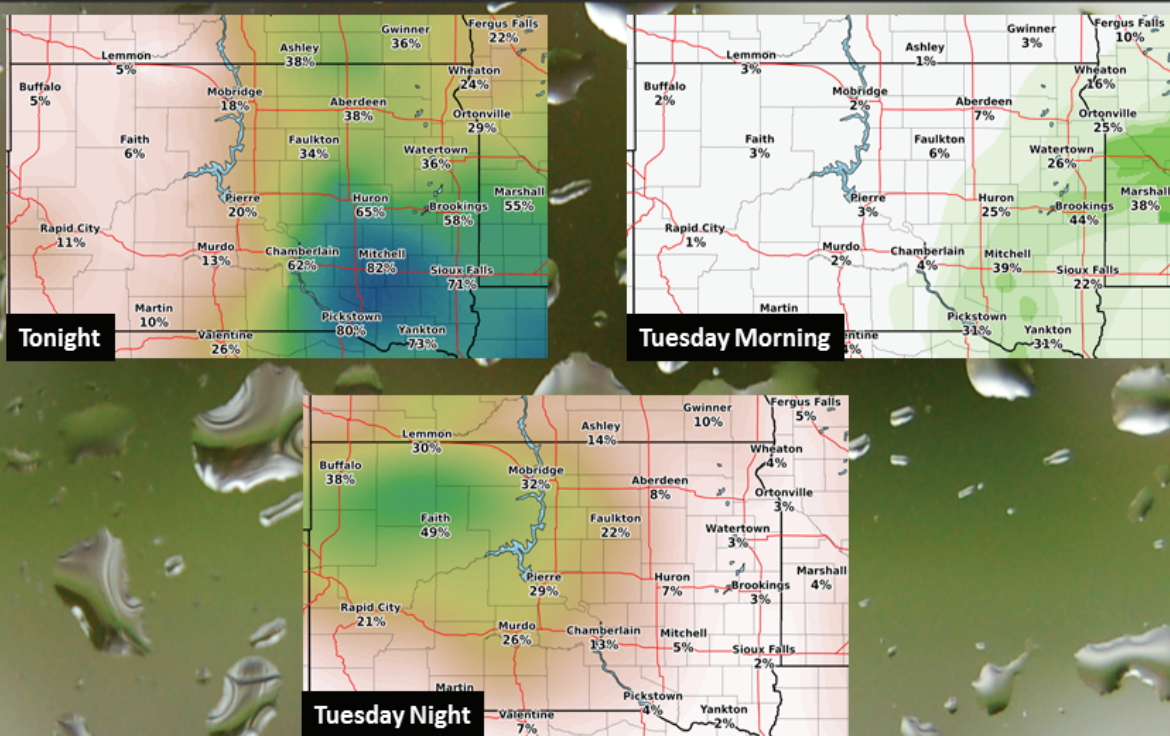 Fergus Falls
22%
Gwinner
36%
Ashley
38%
Lemmon
5%
Wheaton
24%
Buffalo
5%
Mobridge
18%
Aberdeen
38%
Ortonville
29%
Faith
6%
Faulkton
34%
Watertown
36%
Marshall
55%
Pierre
20%
Huron
65%
Brookings
58%
Rapid City
11%
Murdo
13%
Chamberlain
62%
Mitchell
82%
Sioux Falls
71%
Martin
10%
Pickstown
80%
Yankton
73%
Valentine
26%
Tonight
Fergus Falls
10%
Gwinner
3%
Ashley
1%
Lemmon
3%
Wheaton
16%
Buffalo
2%
Mobridge
2%
Aberdeen
7%
Ortonville
25%
Faith
3%
Faulkton
6%
Watertown
26%
Marshall
38%
Pierre
3%
Huron
25%
Brookings
44%
Rapid City
1%
Murdo
2%
Chamberlain
4%
Mitchell
39%
Sioux Falls
22%
Martin
Pickstown
31%
Yankton
31%
entine
4%
Tuesday Morning
Fergus Falls
5%
Gwinner
10%
Ashley
14%
Lemmon
30%
Wheaton
4%
Buffalo
38%
Mobridge
32%
Aberdeen
8%
Ortonville
3%
Faith
49%
Faulkton
22%
Watertown
3%
Marshall
4%
Pierre
29%
Huron
7%
Brookings
3%
Rapid City
21%
Murdo
26%
Chamberlain
13%
Mitchell
5%
Sioux Falls
2%
Martin
Pickstown
4%
Yankton
2%
Valentine
7%
Tuesday Night